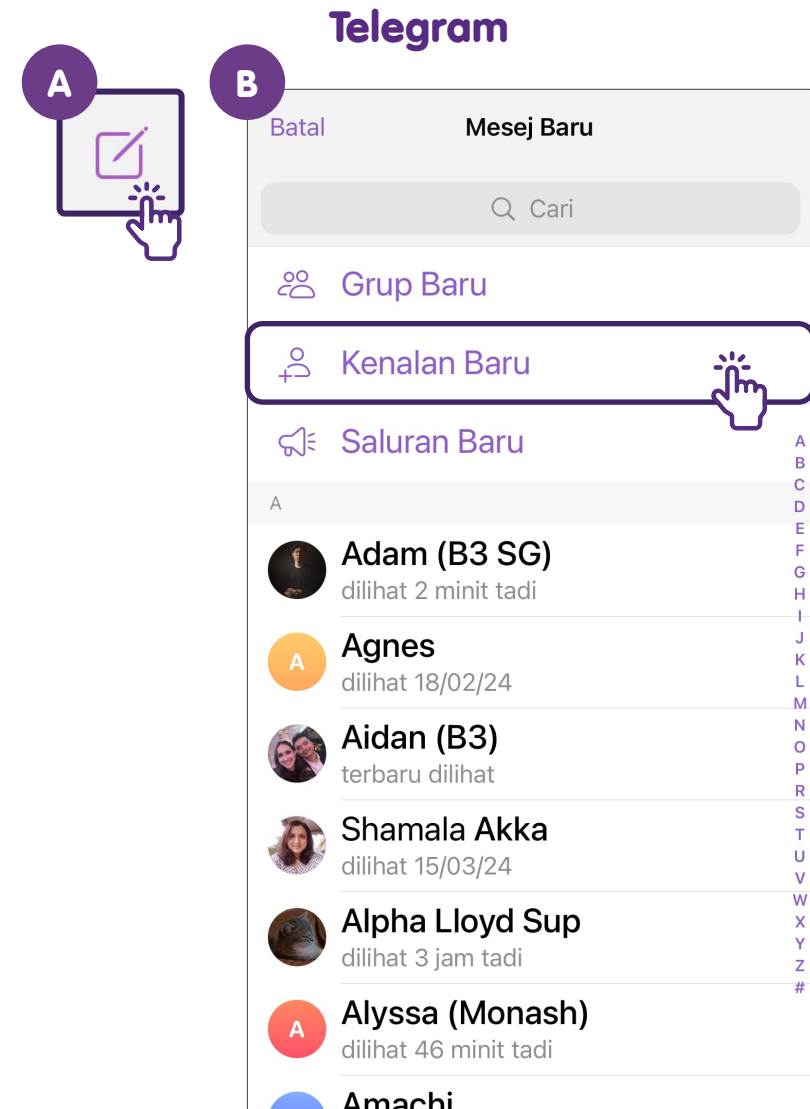 Telegram
A
B
Batal
Mesej Baru
Cari
Grup Baru
Kenalan Baru
Saluran Baru
A
Adam (B3 SG)
dilihat 2 minit tadi
A
Agnes
dilihat 18/02/24
Aidan (B3)
terbaru dilihat
Shamala Akka
dilihat 15/03/24
Alpha Lloyd Sup
dilihat 3 jam tadi
A
Alyssa (Monash)
dilihat 46 minit tadi
Amachi
A
B
C
D
E
F
G
H
I
J
K
L
M
N
O
P
R
S
T
U
V
W
X
Y
Z
#